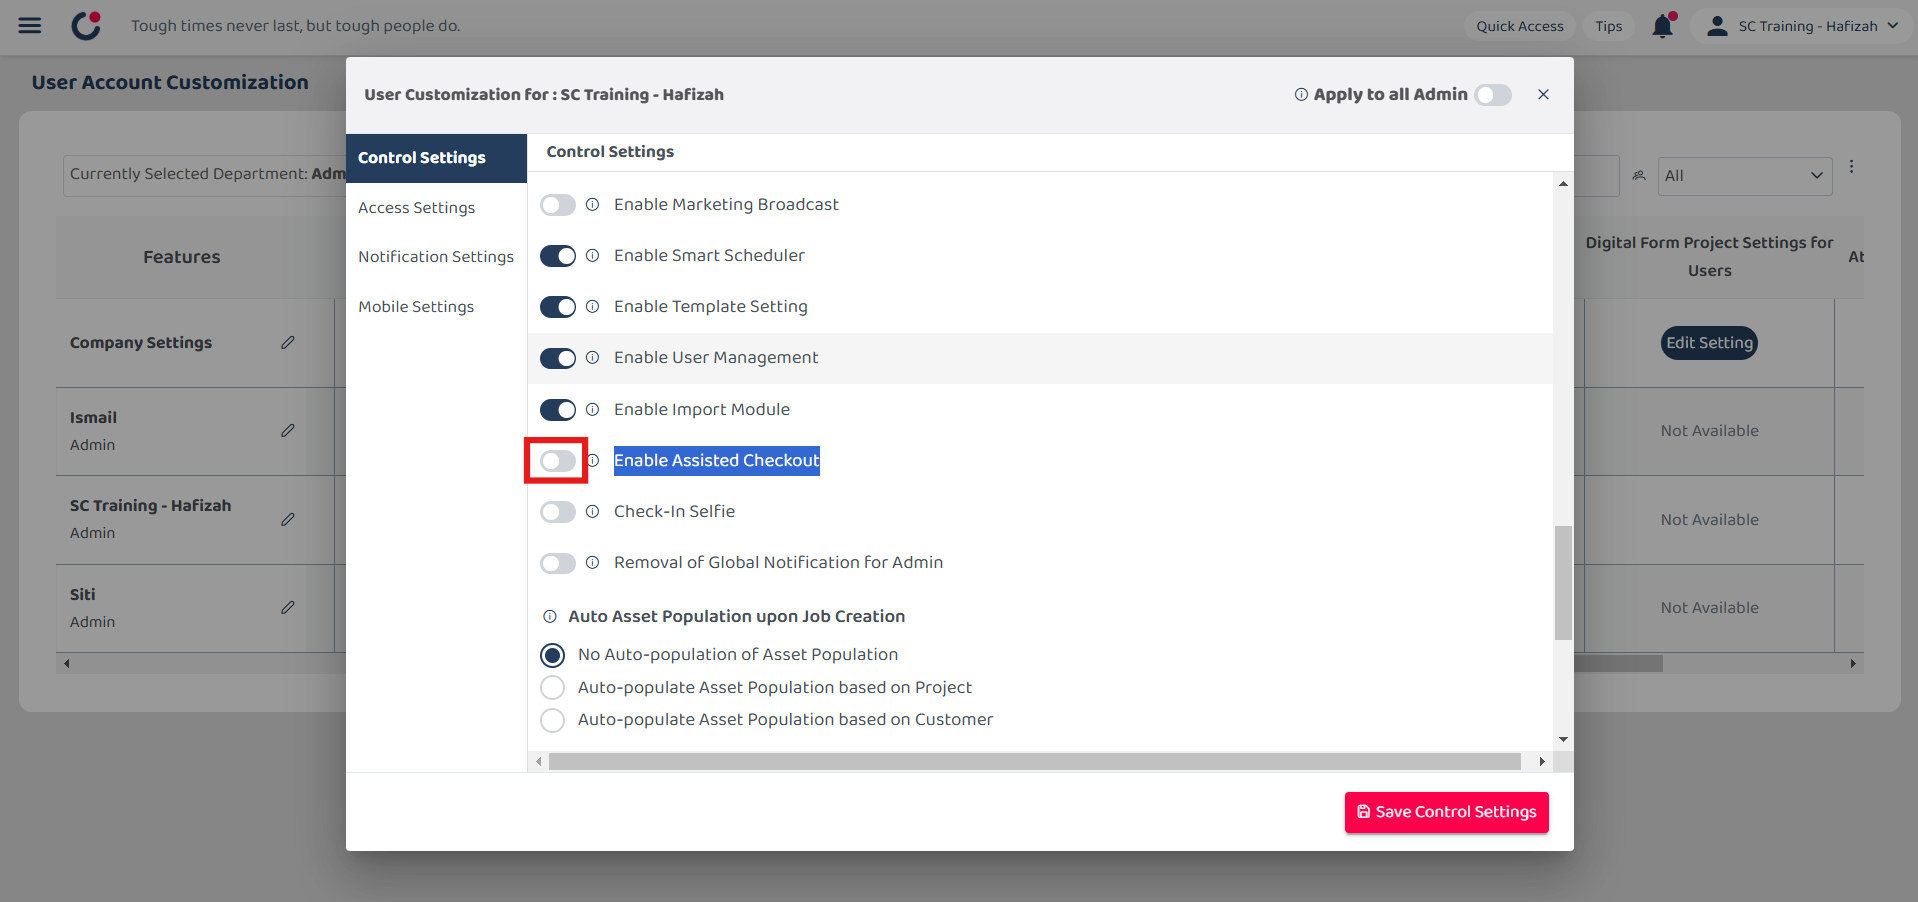 Tough times never last, but tough people do.
Quick Access
Tips
SC Training - Hafizah
User Account Customization
User Customization for : SC Training - Hafizah
Apply to all Admin
Control Settings
Access Settings
Notification Settings
Mobile Settings
Control Settings
Enable Marketing Broadcast
Enable Smart Scheduler
Enable Template Setting
Enable User Management
Enable Import Module
Enable Assisted Checkout
Check-In Selfie
Removal of Global Notification for Admin
Auto Asset Population upon Job Creation
No Auto-population of Asset Population
Auto-populate Asset Population based on Project
Auto-populate Asset Population based on Customer
Save Control Settings
Currently Selected Department: Adm
All
Features
Digital Form Project Settings for
Users
Company Settings
Edit Setting
Ismail
Admin
Not Available
SC Training - Hafizah
Admin
Not Available
Siti
Admin
Not Available